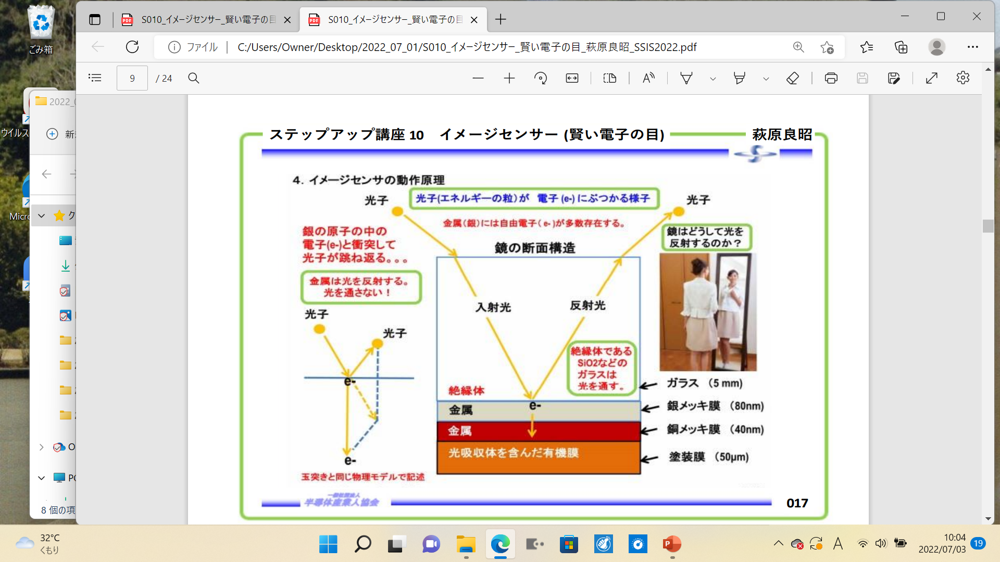 ごみ箱
S010_イメージセンサー_賢い電子の目
S010_イメージセンサー_賢い電子の目
ファイル
C:/Users/Owner/Desktop/2022_07_01/S010_イメージセンサー_賢い電子の目_萩原良昭_SSIS2022.pdf
9 / 24
2022_0
ウイルス
新
Micro
ク
O
PC
8 個の項
ステップアップ講座 10 イメージセンサー (賢い電子の目)
萩原良昭
4. イメージセンサの動作原理
光子
光子(エネルギーの粒)が 電子 (e-) にぶつかる様子
光子
金属(銀)には自由電子( e- )が多数存在する。
銀の原子の中の
電子(e-)と衝突して
光子が跳ね返る。。。
鏡の断面構造
鏡はどうして光を
反射するのか?
金属は光を反射する。
光を通さない!
入射光
反射光
光子
光子
e-
e-
玉突きと同じ物理モデルで記述
絶縁体である
SiO2などの
ガラスは
光を通す。
絶縁体
e-
金属
金属
光吸収体を含んだ有機膜
ガラス (5 mm)
銀メッキ膜 (80nm)
銅メッキ膜 (40nm)
塗装膜 (50μm)
一般社団法人
半導体産業人協会
017
32°C
くもり
A
10:04
2022/07/03
19